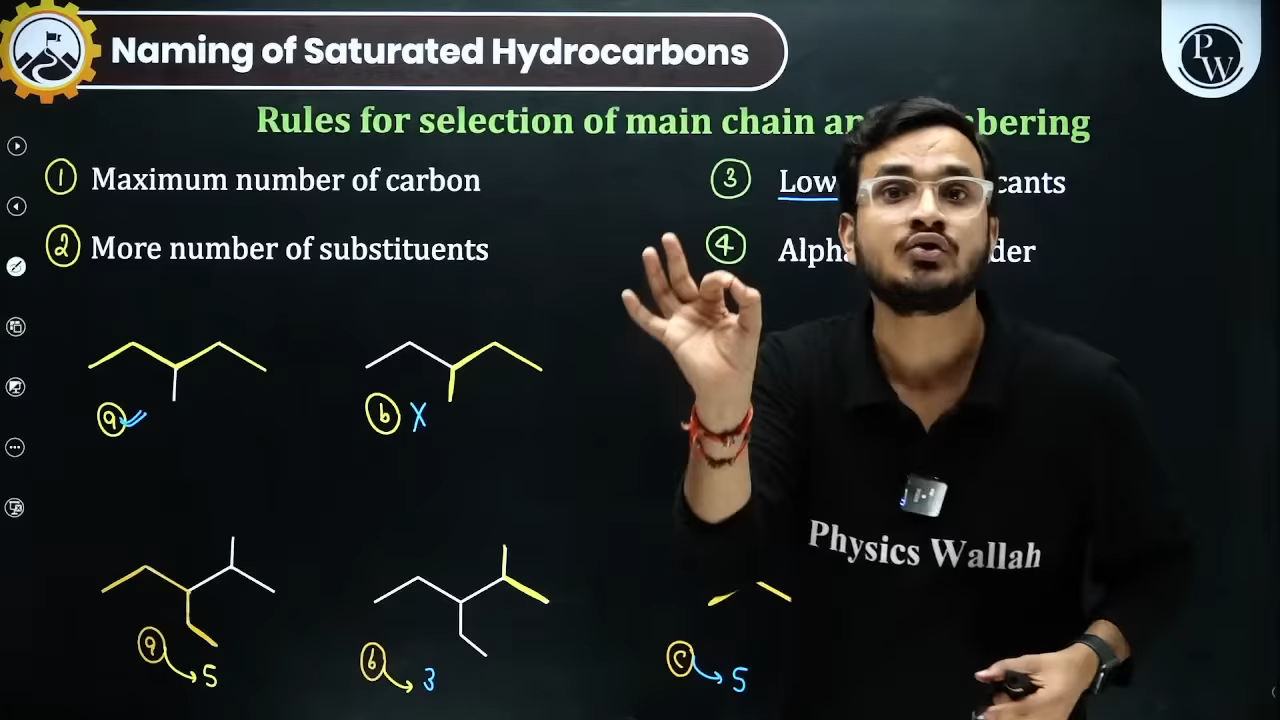 Naming of Saturated Hydrocarbons
PW
Rules for selection of main chain bering
1 Maximum number of carbon
2 More number of substituents
3 Low cants
4 Alpha der
a
b X
Physics Wallah
a 5
b 3
c 5